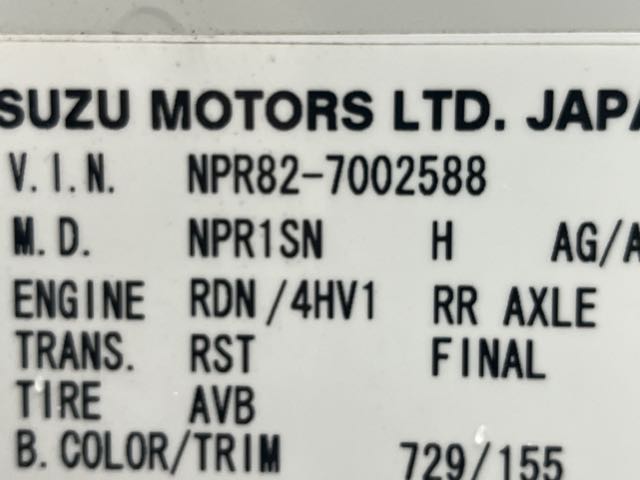 SUZU MOTORS LTD. JAPA
V.I.N. NPR82-7002588
M.D. NPR1SN H AG/A
ENGINE RDN/4HV1 RR AXLE
TRANS. RST FINAL
TIRE AVB
B.COLOR/TRIM 729/155